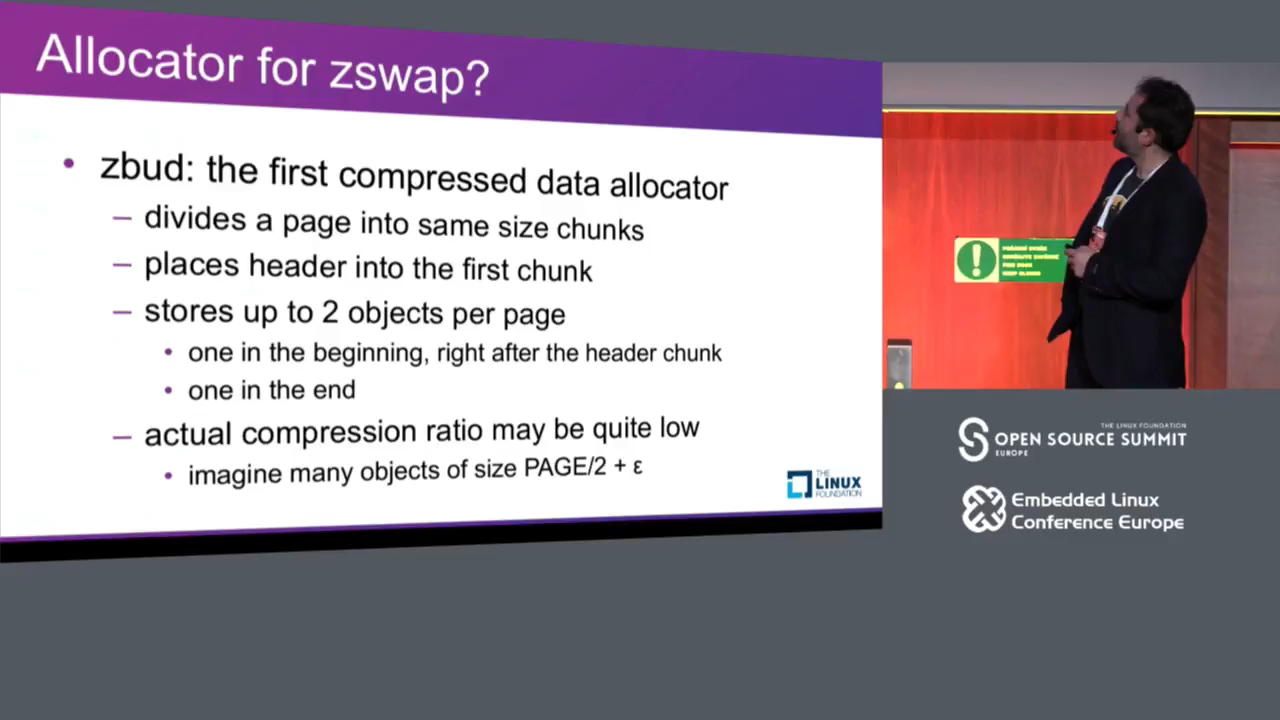 Allocator for zswap?
• zbud: the first compressed data allocator
– divides a page into same size chunks
– places header into the first chunk
– stores up to 2 objects per page
• one in the beginning, right after the header chunk
• one in the end
– actual compression ratio may be quite low
• imagine many objects of size PAGE/2 + ε
THE
LINUX
FOUNDATION
THE LINUX FOUNDATION
OPEN SOURCE SUMMIT
EUROPE
Embedded Linux
Conference Europe